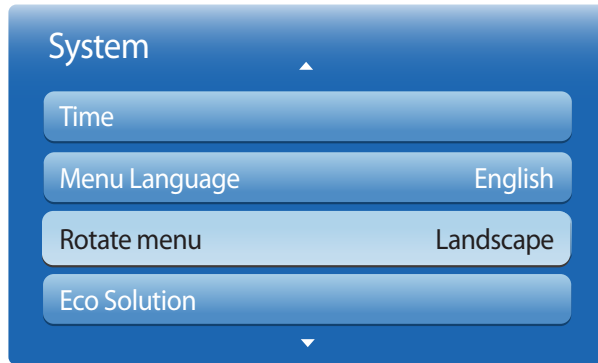 System
Time
Menu Language English
Rotate menu Landscape
Eco Solution